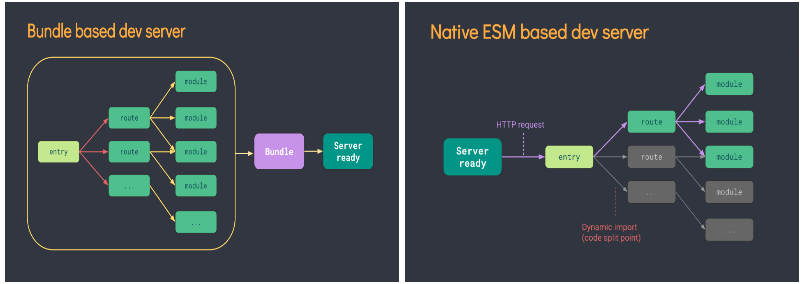 Bundle based dev server
module
route
module
entry
route
module
Bundle
Server
ready
...
module
...
Native ESM based dev server
module
HTTP request
route
module
Server
ready
entry
route
module
...
module
Dynamic import
(code split point)
...